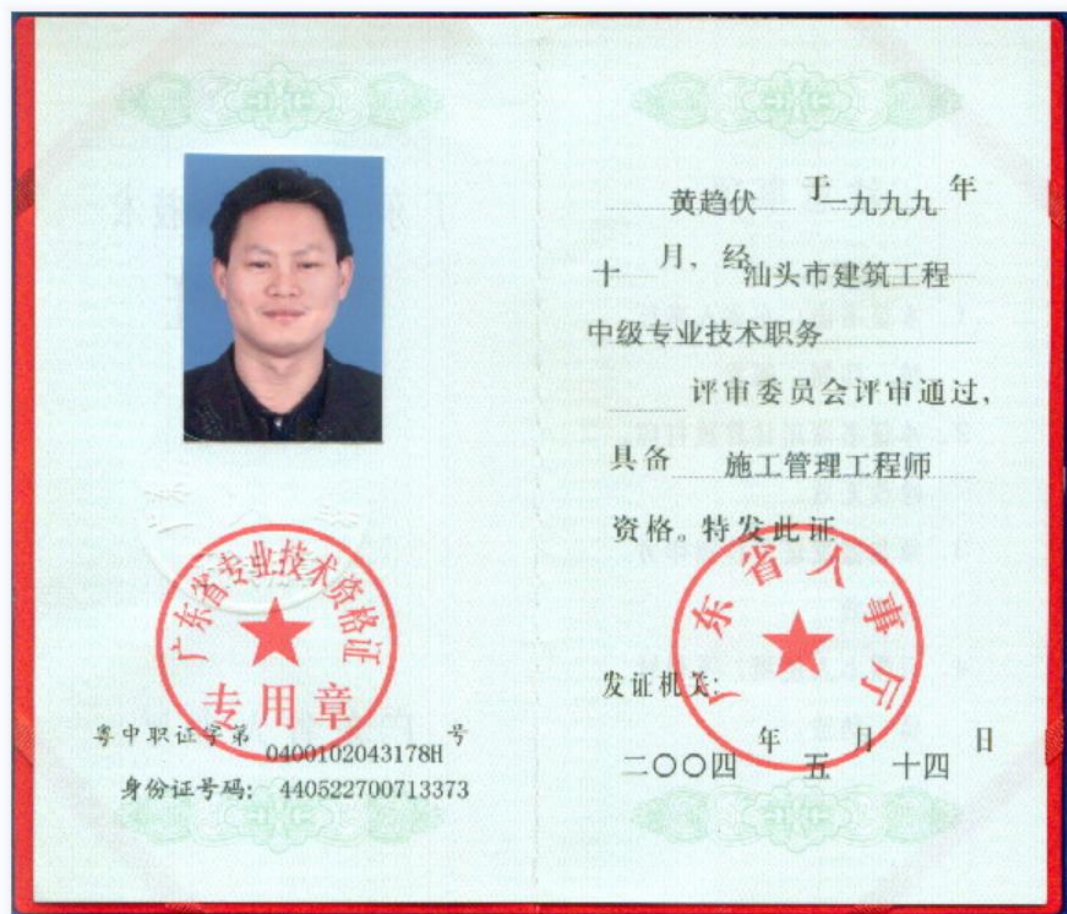 广东省专业技术资格证
专用章
粤中职证字第 0400102043178H 号
身份证号码: 440522700713373
黄趋伏 于 一九九九 年
十 月, 经 汕头市建筑工程
中级专业技术职务
评审委员会评审通过,
具备 施工管理工程师
资格。特发此证
广东省人事厅
发证机关:
二〇〇四 年 五 月 十四 日